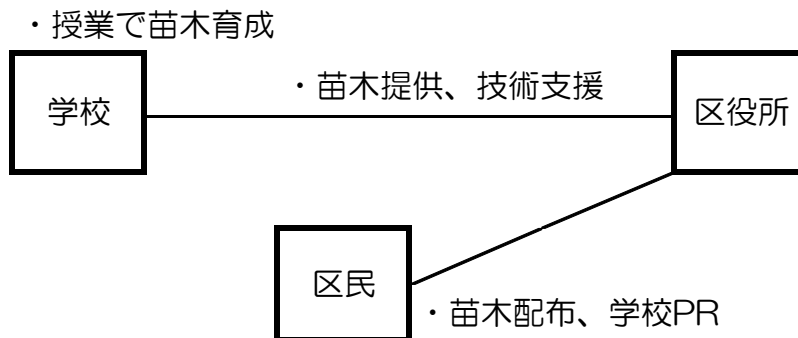 ・授業で苗木育成
・苗木提供、技術支援
学校
区役所
区民
・苗木配布、学校PR